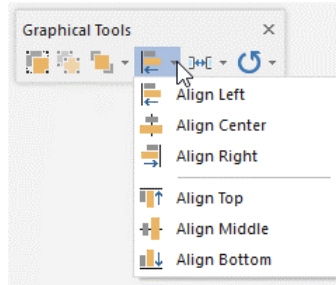 Graphical Tools
Align Left
Align Center
Align Right
Align Top
Align Middle
Align Bottom